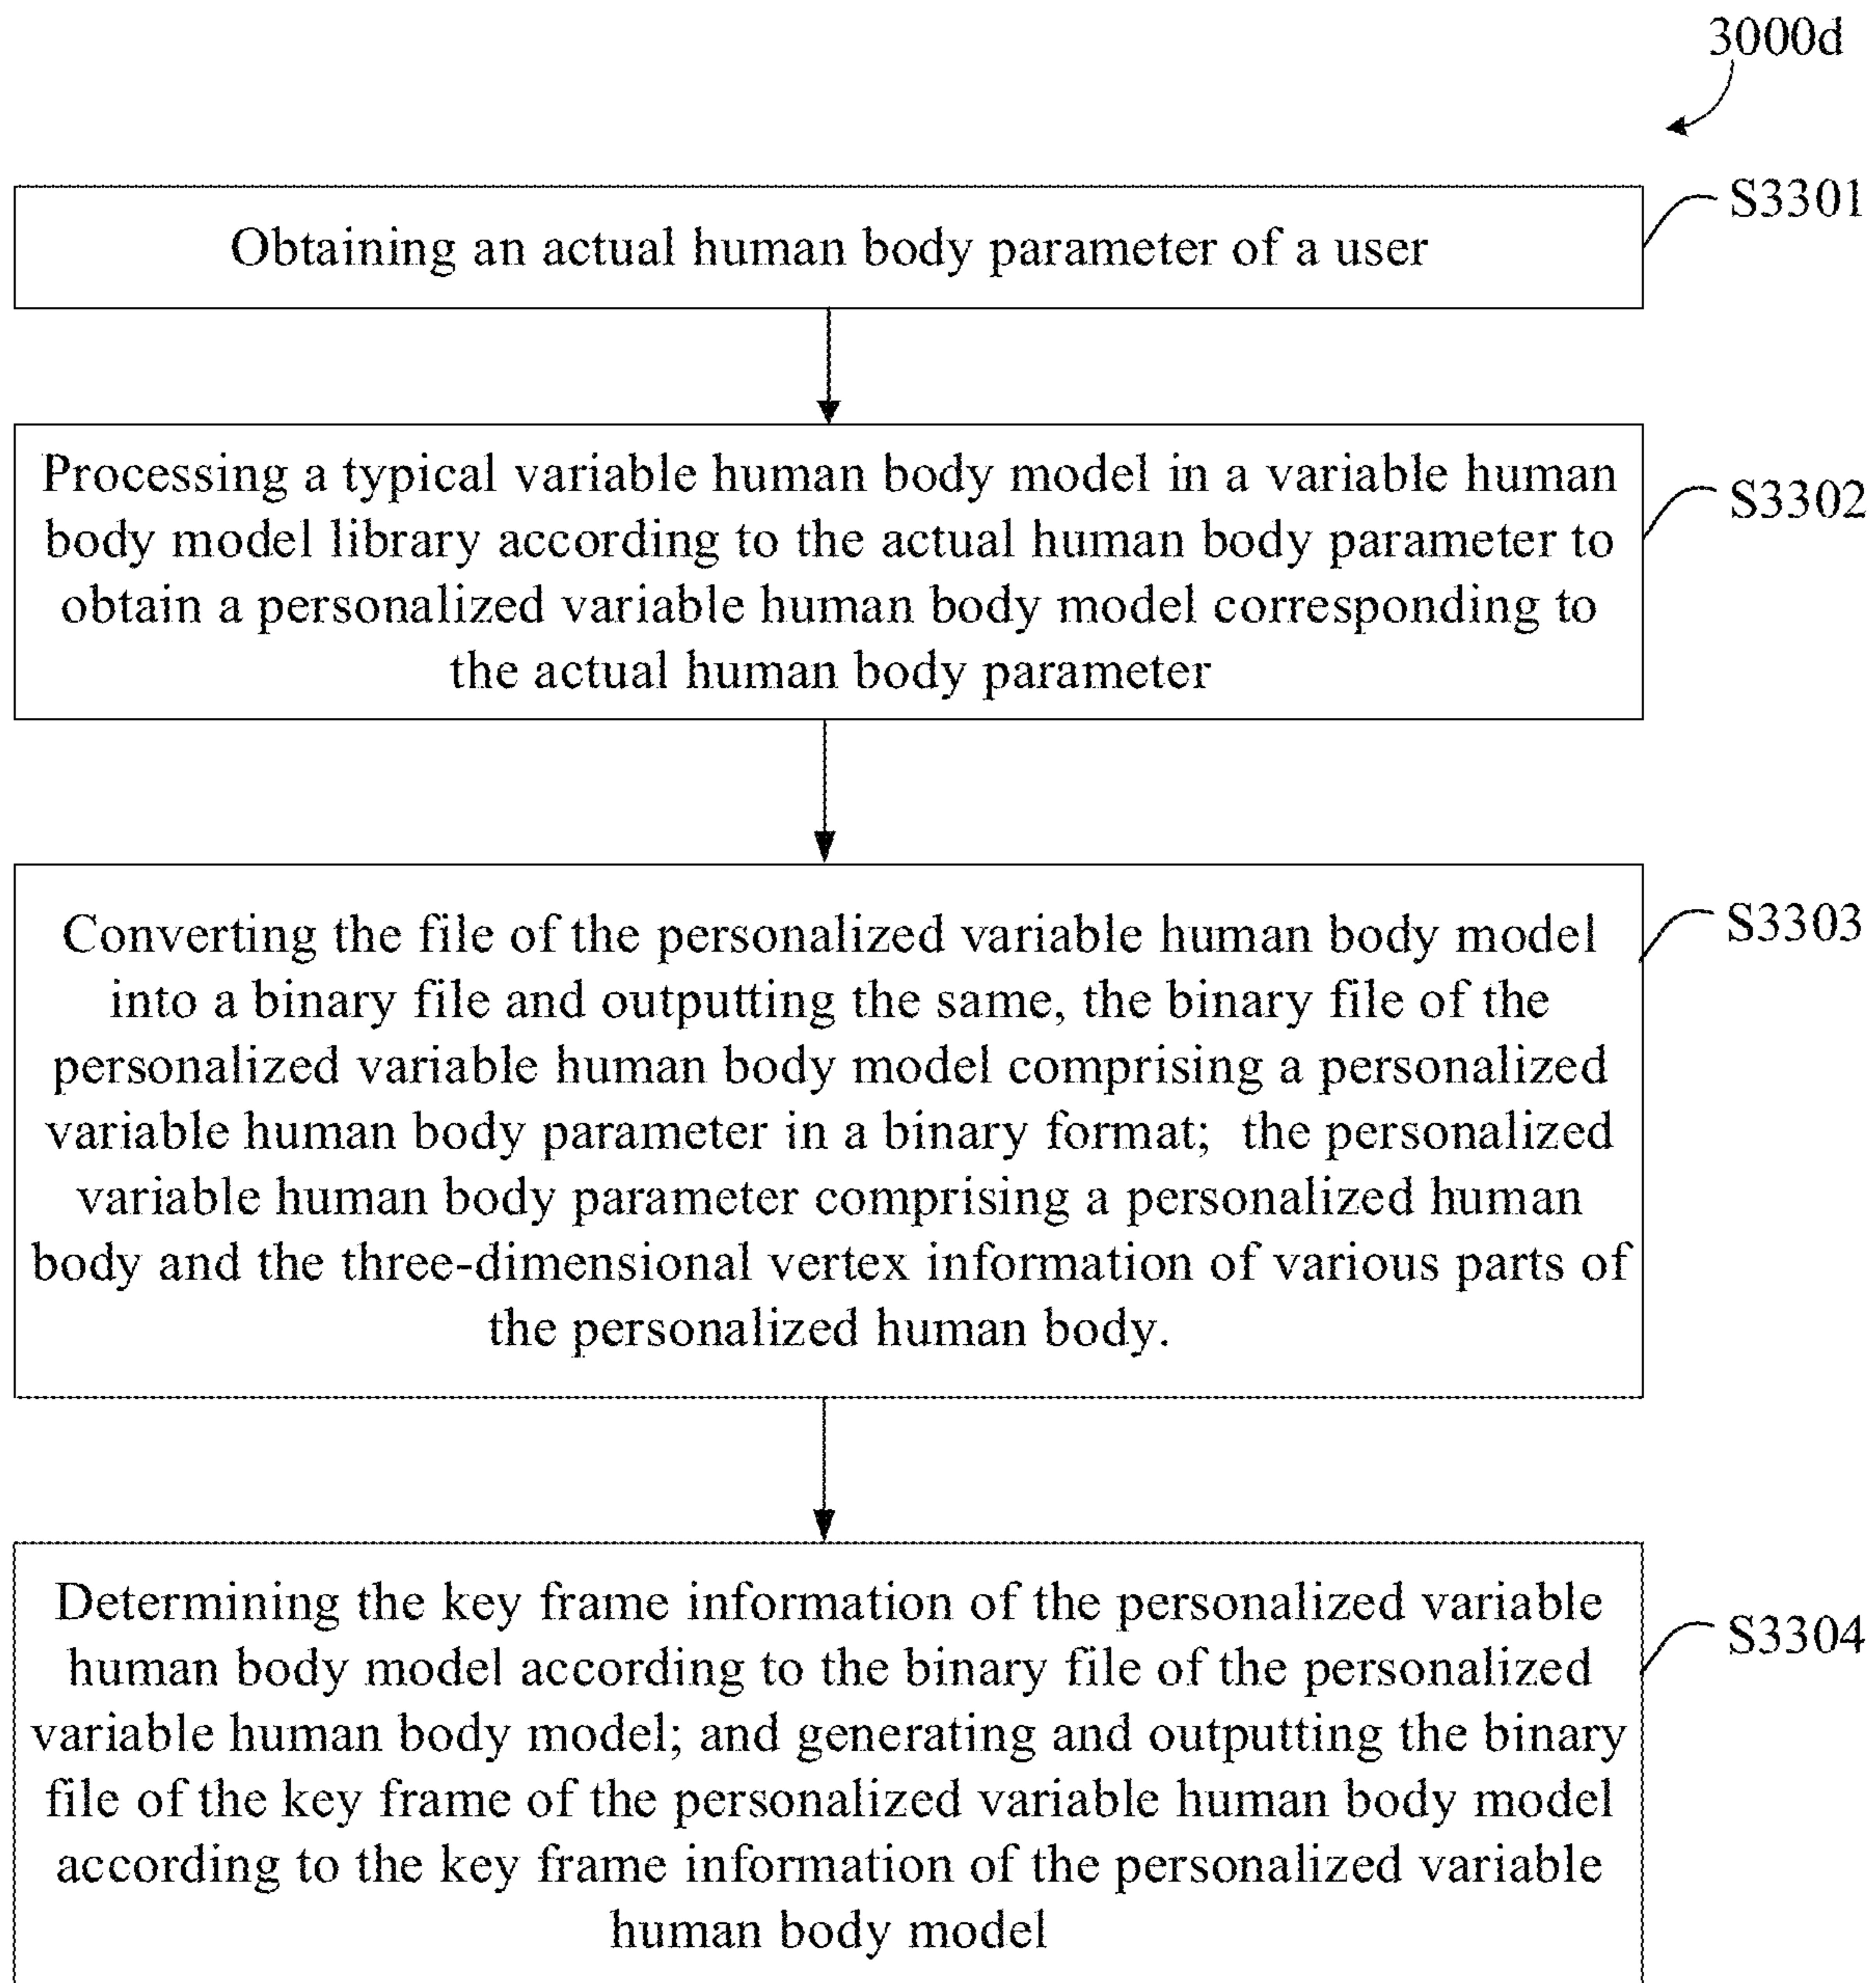 3000d
Obtaining an actual human body parameter of a user
S3301
Processing a typical variable human body model in a variable human
body model library according to the actual human body parameter to
obtain a personalized variable human body model corresponding to
the actual human body parameter
S3302
Converting the file of the personalized variable human body model
into a binary file and outputting the same, the binary file of the
personalized variable human body model comprising a personalized
variable human body parameter in a binary format; the personalized
variable human body parameter comprising a personalized human
body and the three-dimensional vertex information of various parts of
the personalized human body.
S3303
Determining the key frame information of the personalized variable
human body model according to the binary file of the personalized
variable human body model; and generating and outputting the binary
file of the key frame of the personalized variable human body model
according to the key frame information of the personalized variable
human body model
S3304